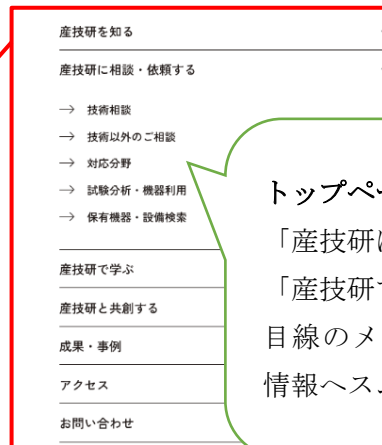 産技研を知る
産技研に相談・依頼する
→ 技術相談
→ 技術以外のご相談
→ 対応分野
→ 試験分析・機器利用
→ 保有機器・設備検索
産技研で学ぶ
産技研と共創する
成果・事例
アクセス
お問い合わせ
トップペ
「産技研
「産技研
目線のメ
情報へス